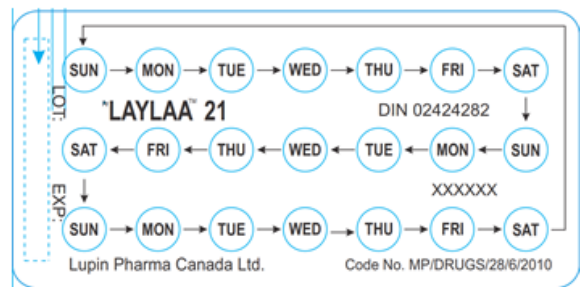 SUN MON TUE WED THU FRI SAT
LOT:
*LAYLAA™ 21 DIN 02424282
SAT FRI THU WED TUE MON SUN
EXP:
XXXXXX
SUN MON TUE WED THU FRI SAT
Lupin Pharma Canada Ltd. Code No. MP/DRUGS/28/6/2010